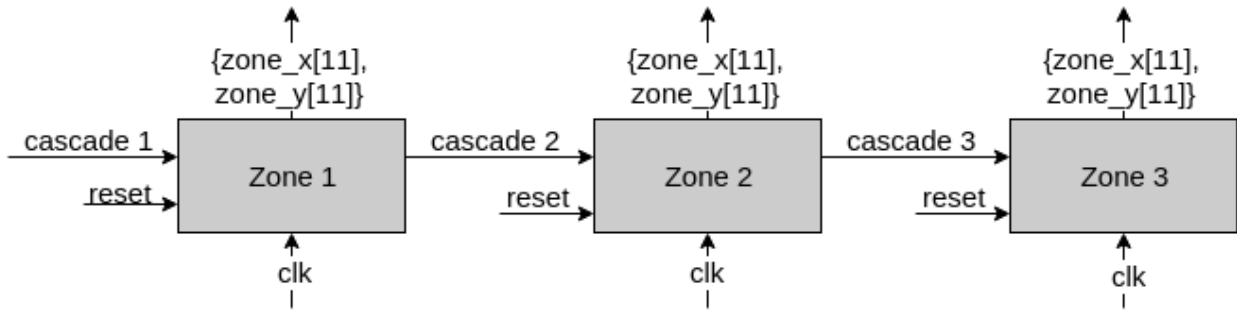 {zone_x[11],
zone_y[11]}
{zone_x[11],
zone_y[11]}
{zone_x[11],
zone_y[11]}
cascade 1
Zone 1
reset
clk
cascade 2
Zone 2
reset
clk
cascade 3
Zone 3
reset
clk